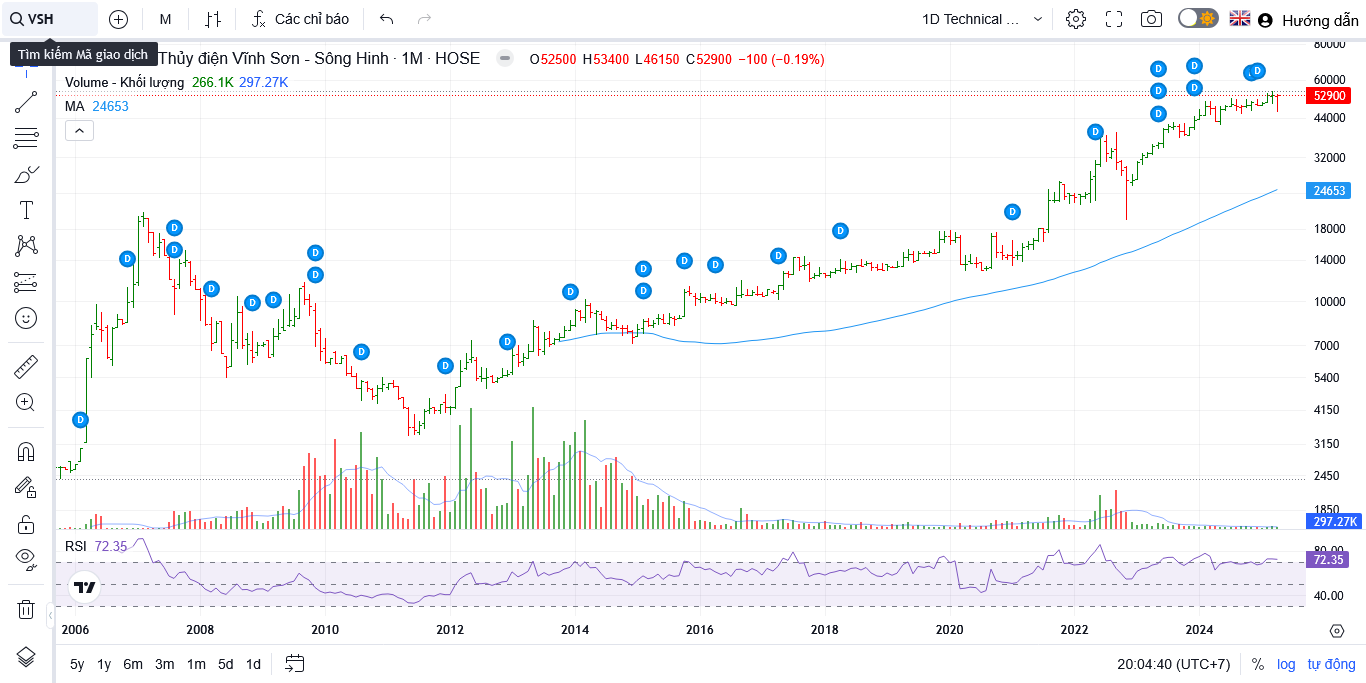 VSH
M
Các chỉ báo
1D Technical ...
Hướng dẫn
Tìm kiếm Mã giao dịch
Thủy điện Vĩnh Sơn - Sông Hinh · 1M · HOSE
O52500 H53400 L46150 C52900 −100 (−0.19%)
Volume - Khối lượng 266.1K 297.27K
MA 24653
80000
60000
52900
44000
32000
24653
18000
14000
10000
7000
5400
4150
3150
2450
1850
297.27K
D D D D D D D D D D D D D D D D D D D D D D D D D D D D
RSI 72.35
80.00
72.35
40.00
2006 2008 2010 2012 2014 2016 2018 2020 2022 2024
5y 1y 6m 3m 1m 5d 1d
20:04:40 (UTC+7) % log tự động